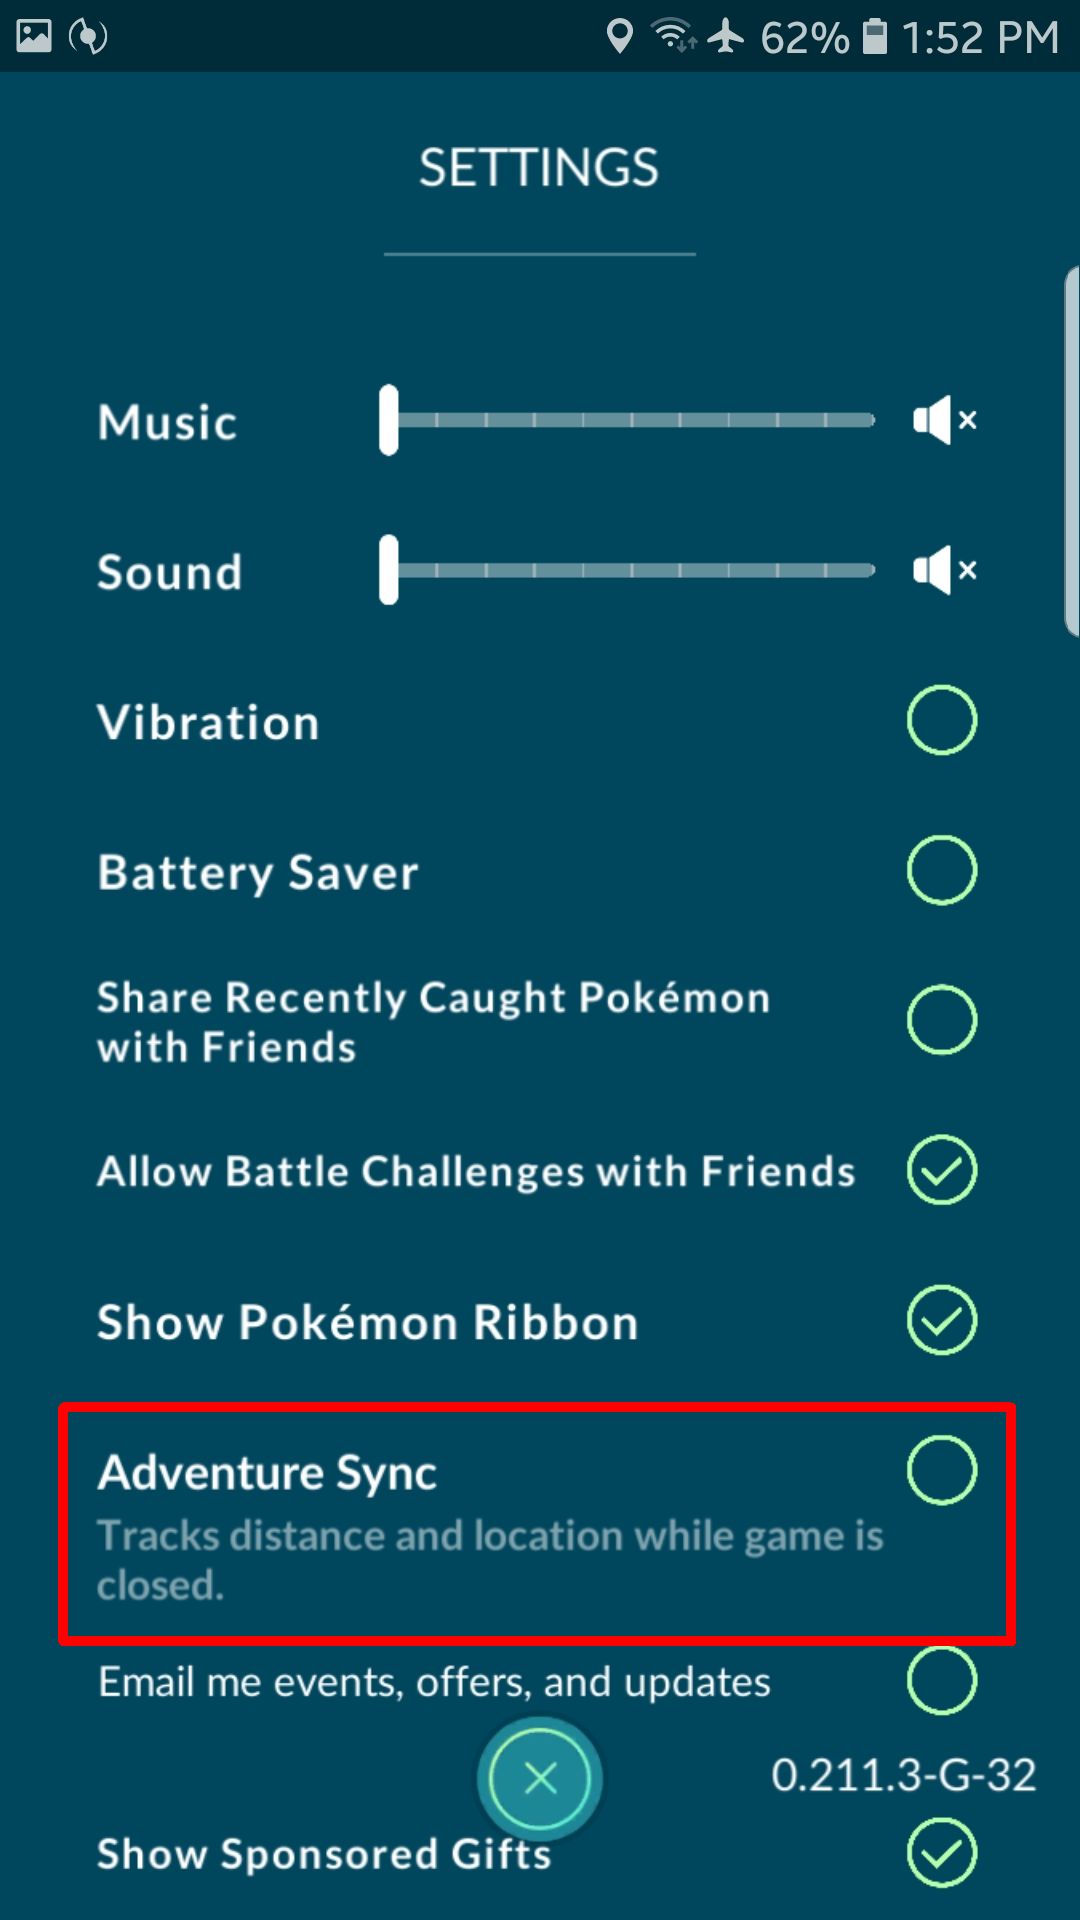 62% 1:52 PM
SETTINGS
Music
Sound
Vibration
Battery Saver
Share Recently Caught Pokémon
with Friends
Allow Battle Challenges with Friends
Show Pokémon Ribbon
Adventure Sync
Tracks distance and location while game is
closed.
Email me events, offers, and updates
0.211.3-G-32
Show Sponsored Gifts